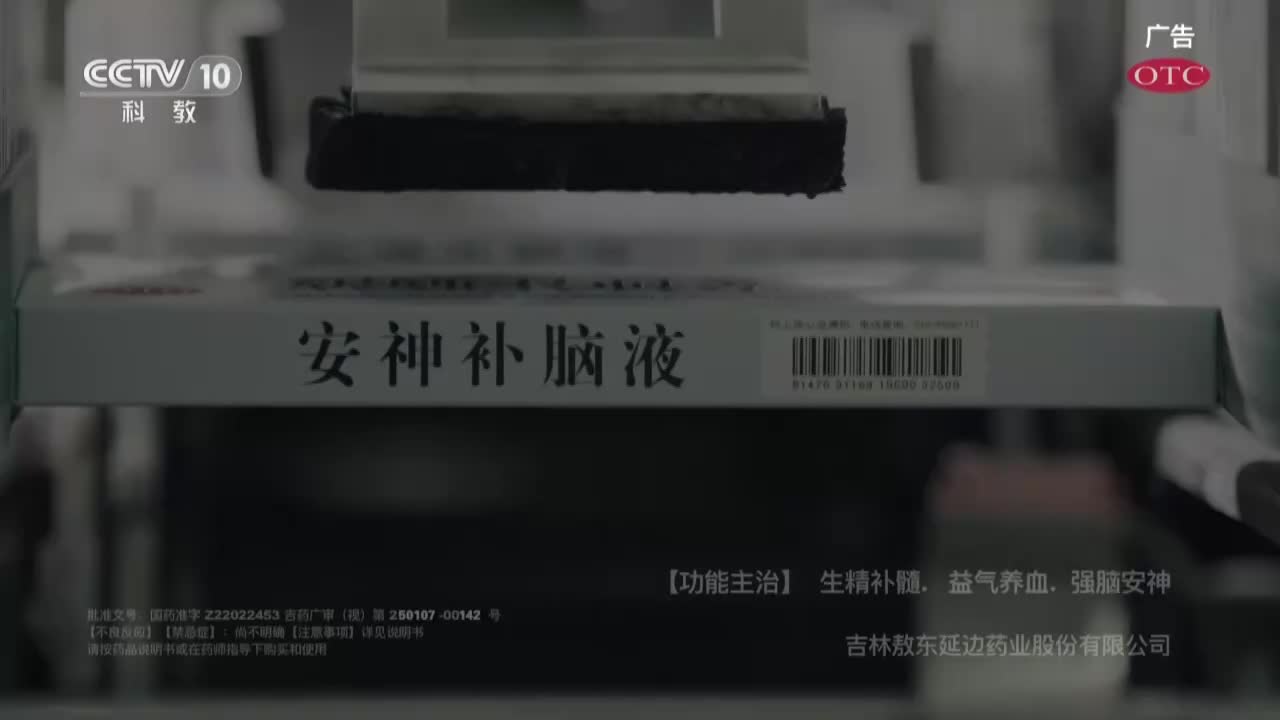 CCTV 10
科教
广告
OTC
安神补脑液
【功能主治】 生精补髓．益气养血．强脑安神
批准文号：国药准字 Z22022453 吉药广审（视）第 250107-00142 号
【不良反应】【禁忌症】：尚不明确【注意事项】详见说明书
请按药品说明书或在药师指导下购买和使用
吉林敖东延边药业股份有限公司